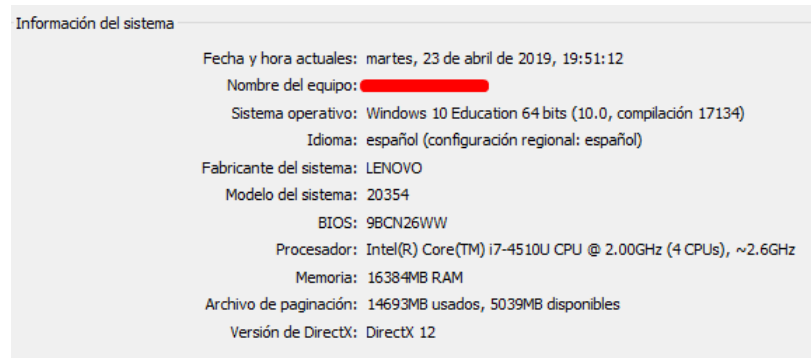 Información del sistema
Fecha y hora actuales: martes, 23 de abril de 2019, 19:51:12
Nombre del equipo:
Sistema operativo: Windows 10 Education 64 bits (10.0, compilación 17134)
Idioma: español (configuración regional: español)
Fabricante del sistema: LENOVO
Modelo del sistema: 20354
BIOS: 9BCN26WW
Procesador: Intel(R) Core(TM) i7-4510U CPU @ 2.00GHz (4 CPUs), ~2.6GHz
Memoria: 16384MB RAM
Archivo de paginación: 14693MB usados, 5039MB disponibles
Versión de DirectX: DirectX 12